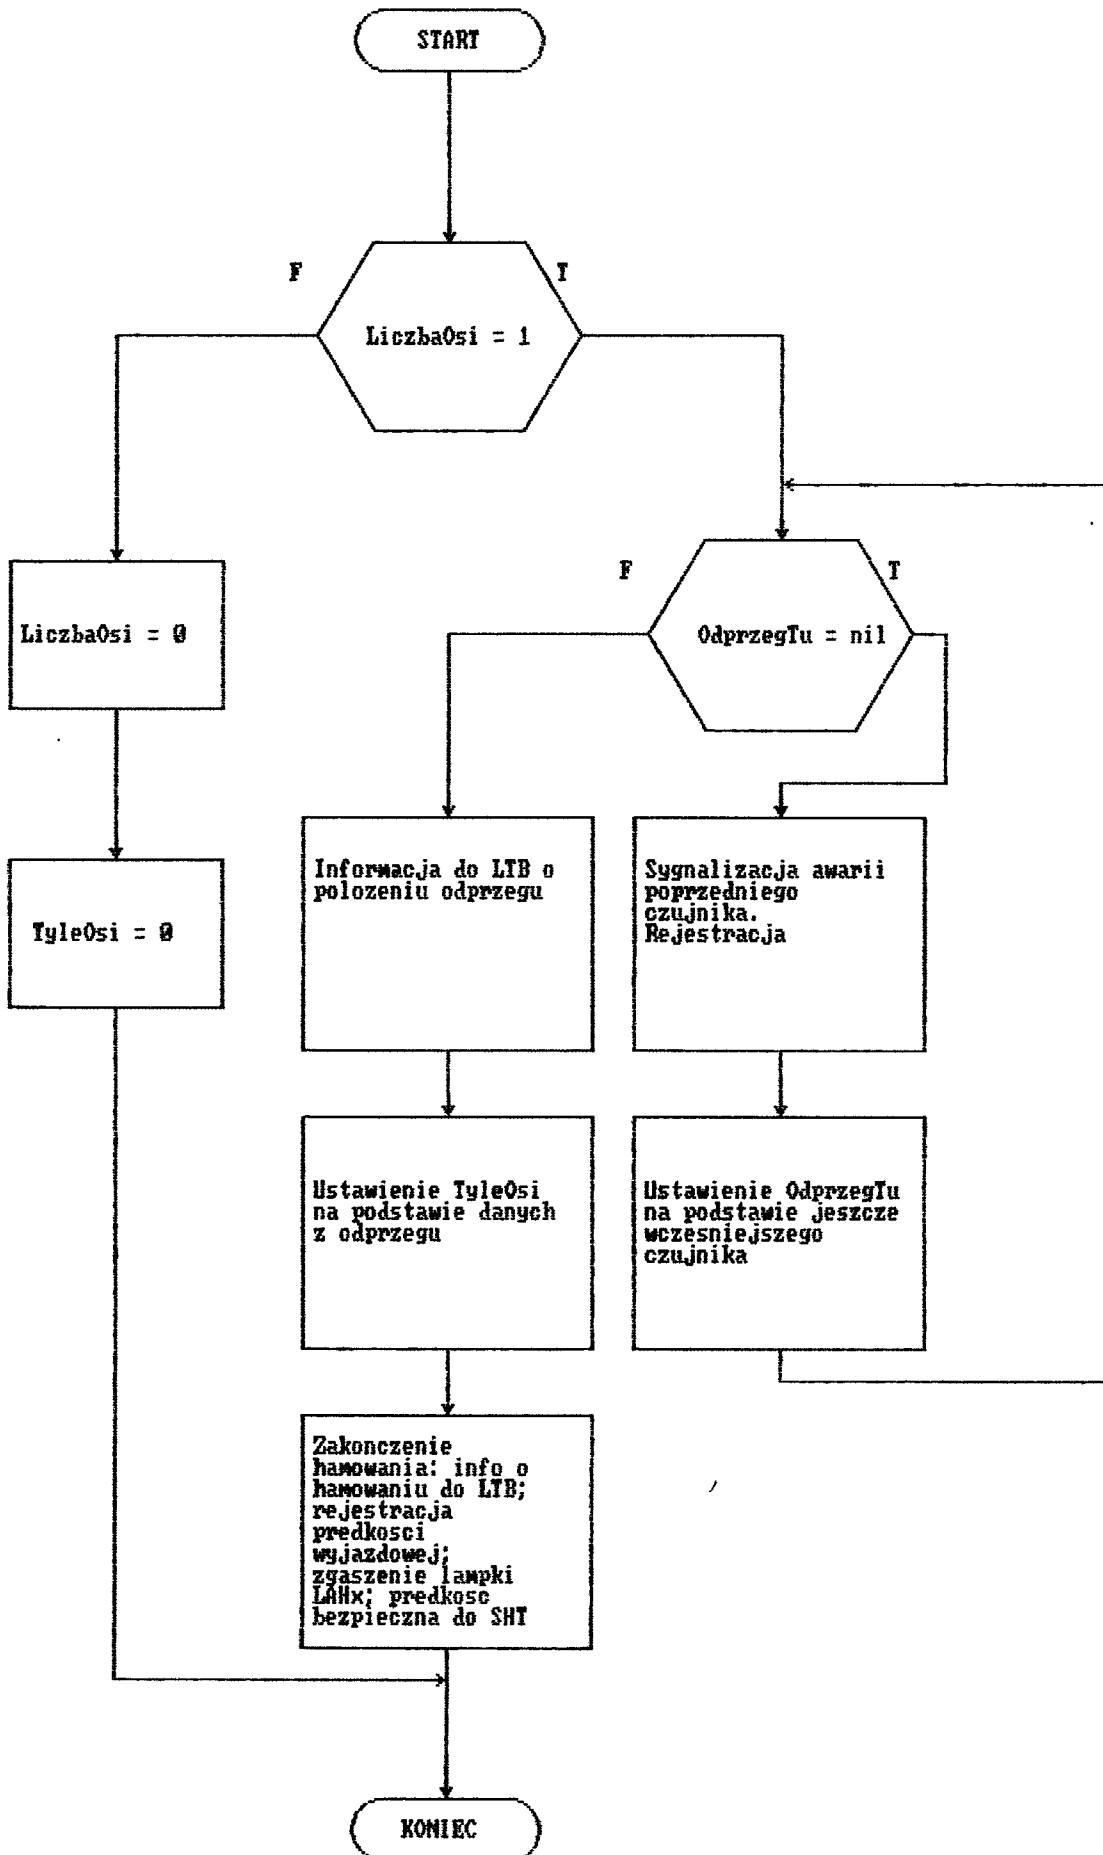 START
F
T
LiczbaOsi = 1
F
T
LiczbaOsi = 0
OdprzegTu = nil
Informacja do LTB o
polozeniu odprzegu
Sygnalizacja awarii
poprzedniego
czujnika.
Rejestracja
TyleOsi = 0
Ustawienie TyleOsi
na podstawie danych
z odprzegu
Ustawienie OdprzegTu
na podstawie jeszcze
wczesniejszego
czujnika
Zakonczenie
hamowania: info o
hamowaniu do LTB;
rejestracja
predkosci
wyjazdowej;
zgaszenie lampki
LAHx; predkosc
bezpieczna do SHT
KONIEC